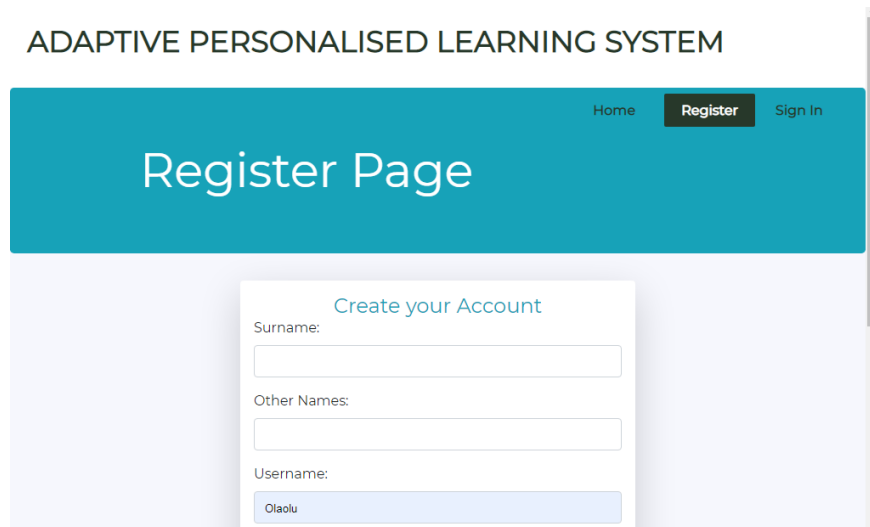 ADAPTIVE PERSONALISED LEARNING SYSTEM
Home Register Sign In
Register Page
Create your Account
Surname:
Other Names:
Username:
Olaolu